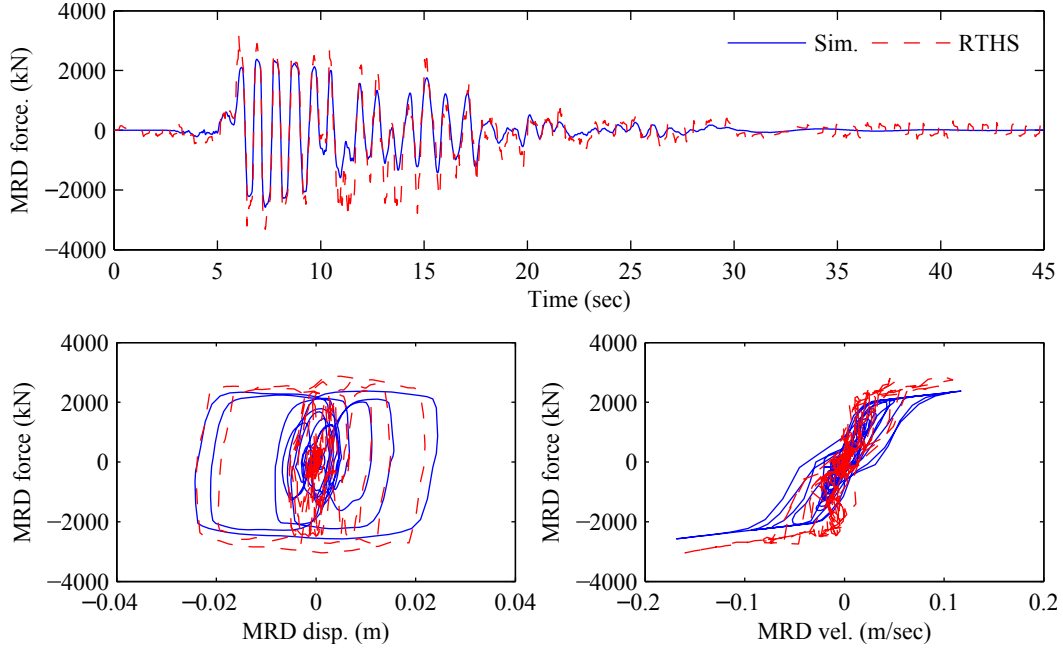 4000
2000
0
−2000
−4000
MRD force. (kN)
Sim.
RTHS
0 5 10 15 20 25 30 35 40 45
Time (sec)
4000
2000
0
−2000
−4000
MRD force (kN)
−0.04 −0.02 0 0.02 0.04
MRD disp. (m)
4000
2000
0
−2000
−4000
MRD force (kN)
−0.2 −0.1 0 0.1 0.2
MRD vel. (m/sec)